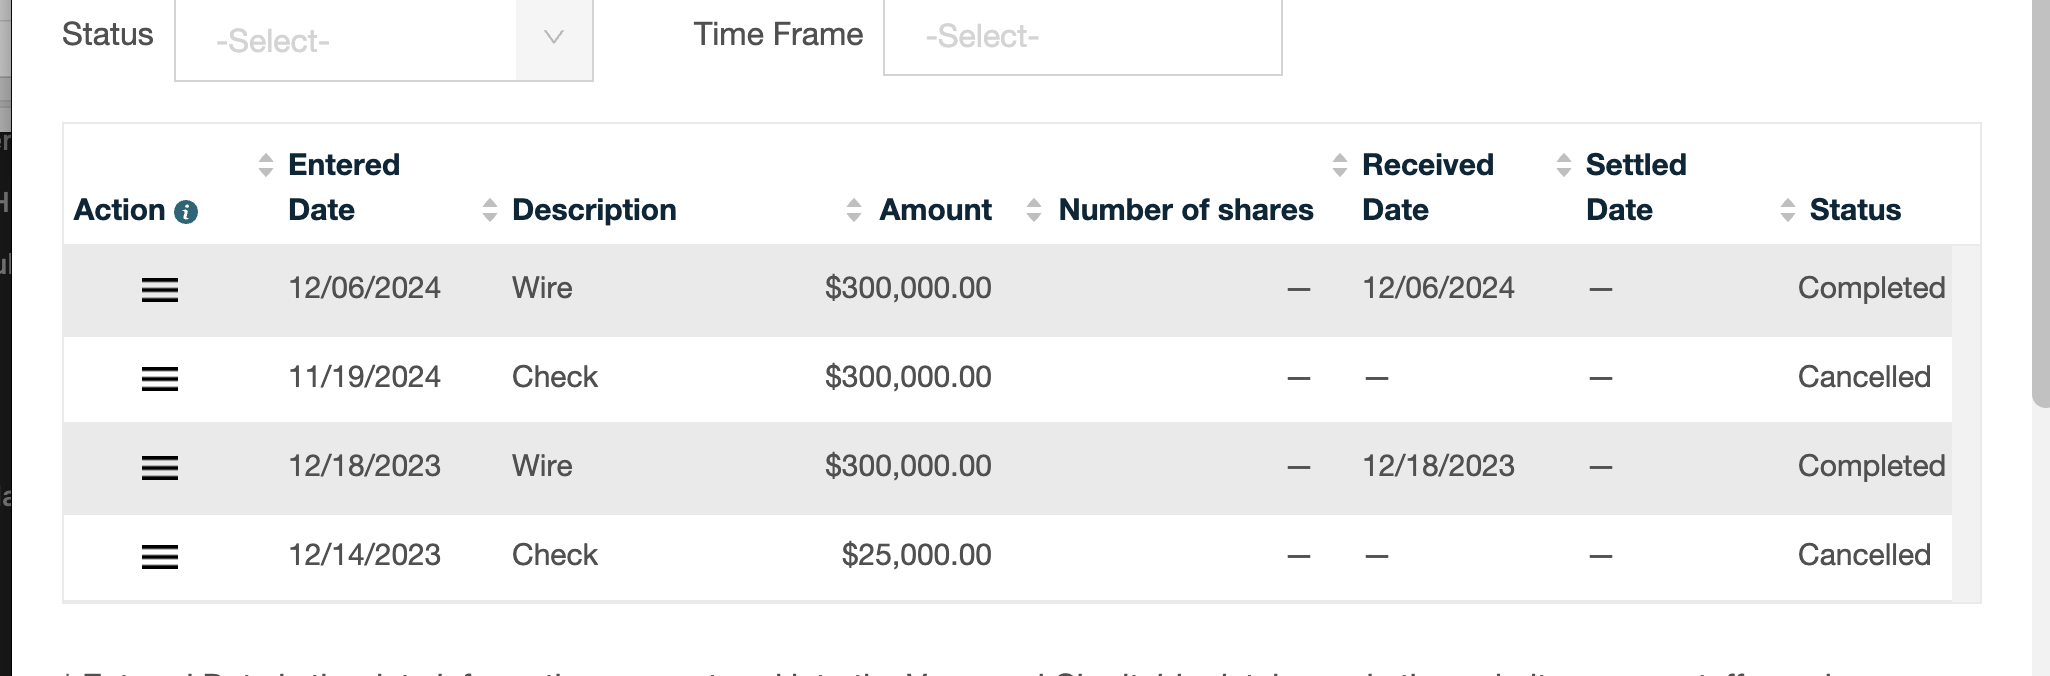 Status -Select- Time Frame -Select-
Entered Received Settled
Action Date Description Amount Number of shares Date Date Status
12/06/2024 Wire $300,000.00 — 12/06/2024 — Completed
11/19/2024 Check $300,000.00 — — — Cancelled
12/18/2023 Wire $300,000.00 — 12/18/2023 — Completed
12/14/2023 Check $25,000.00 — — — Cancelled